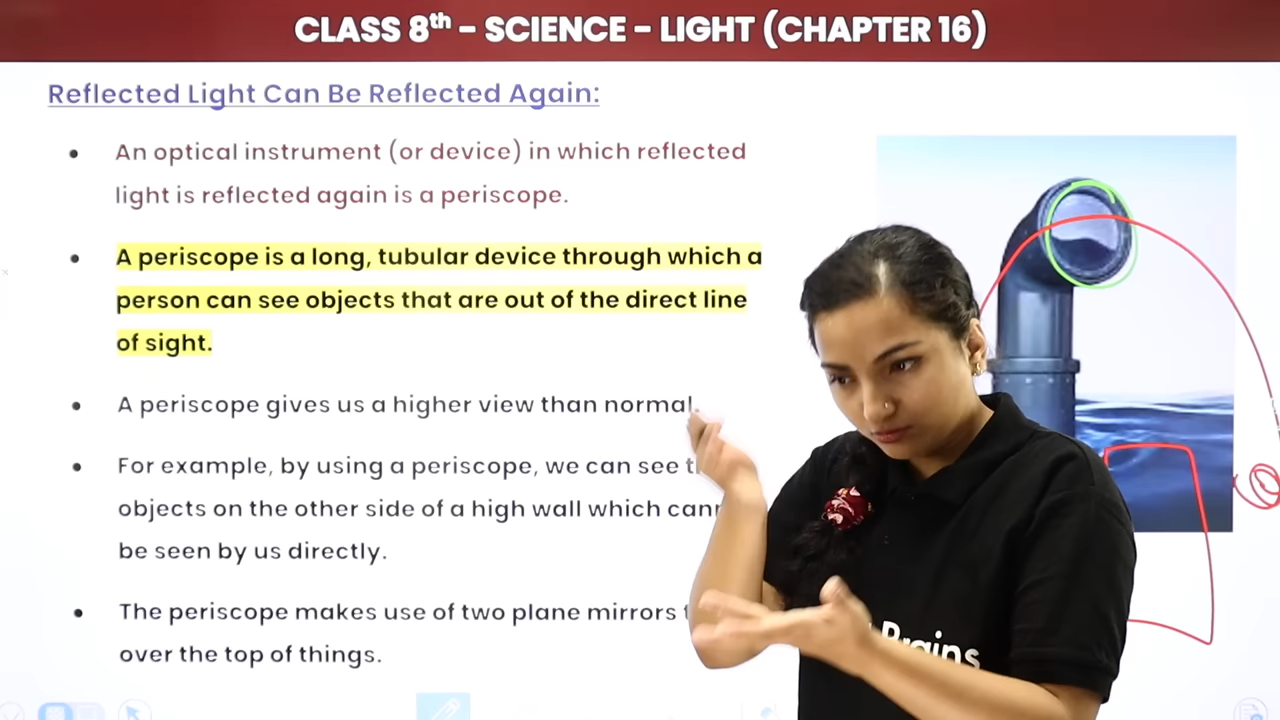 CLASS 8th - SCIENCE - LIGHT (CHAPTER 16)
Reflected Light Can Be Reflected Again:
• An optical instrument (or device) in which reflected
light is reflected again is a periscope.
• A periscope is a long, tubular device through which a
person can see objects that are out of the direct line
of sight.
• A periscope gives us a higher view than normal.
• For example, by using a periscope, we can see
objects on the other side of a high wall which
be seen by us directly.
• The periscope makes use of two plane mirrors
over the top of things.
Brains